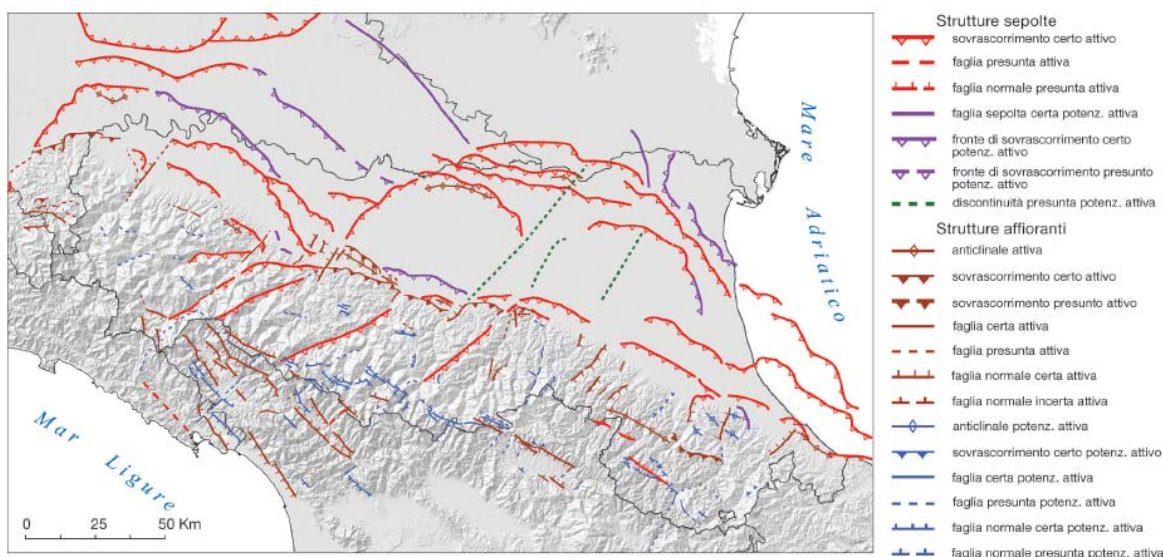 Mare
Adriatico
Mar
Ligure
0 25 50 Km
Strutture sepolte
sovrascorrimento certo attivo
faglia presunta attiva
faglia normale presunta attiva
faglia sepolta certa potenz. attiva
fronte di sovrascorrimento certo
potenz. attivo
fronte di sovrascorrimento presunto
potenz. attivo
discontinuità presunta potenz. attiva
Strutture affioranti
anticlinale attiva
sovrascorrimento certo attivo
sovrascorrimento presunto attivo
faglia certa attiva
faglia presunta attiva
faglia normale certa attiva
faglia normale incerta attiva
anticlinale potenz. attiva
sovrascorrimento certo potenz. attivo
faglia certa potenz. attiva
faglia presunta potenz. attiva
faglia normale certa potenz. attiva
faglia normale presunta potenz. attiva